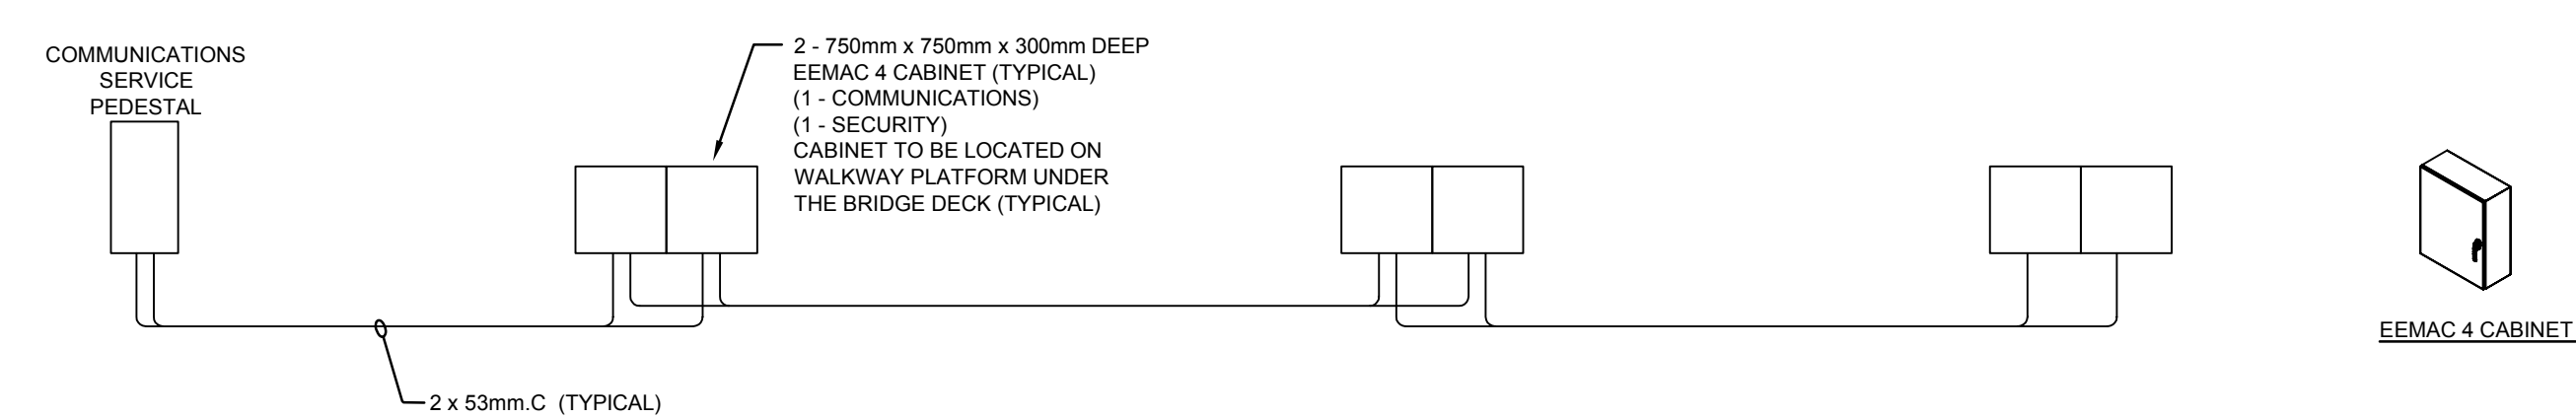 COMMUNICATIONS
SERVICE
PEDESTAL
2 - 750mm x 750mm x 300mm DEEP
EEMAC 4 CABINET (TYPICAL)
(1 - COMMUNICATIONS)
(1 - SECURITY)
CABINET TO BE LOCATED ON
WALKWAY PLATFORM UNDER
THE BRIDGE DECK (TYPICAL)
EEMAC 4 CABINET
2 x 53mm.C (TYPICAL)